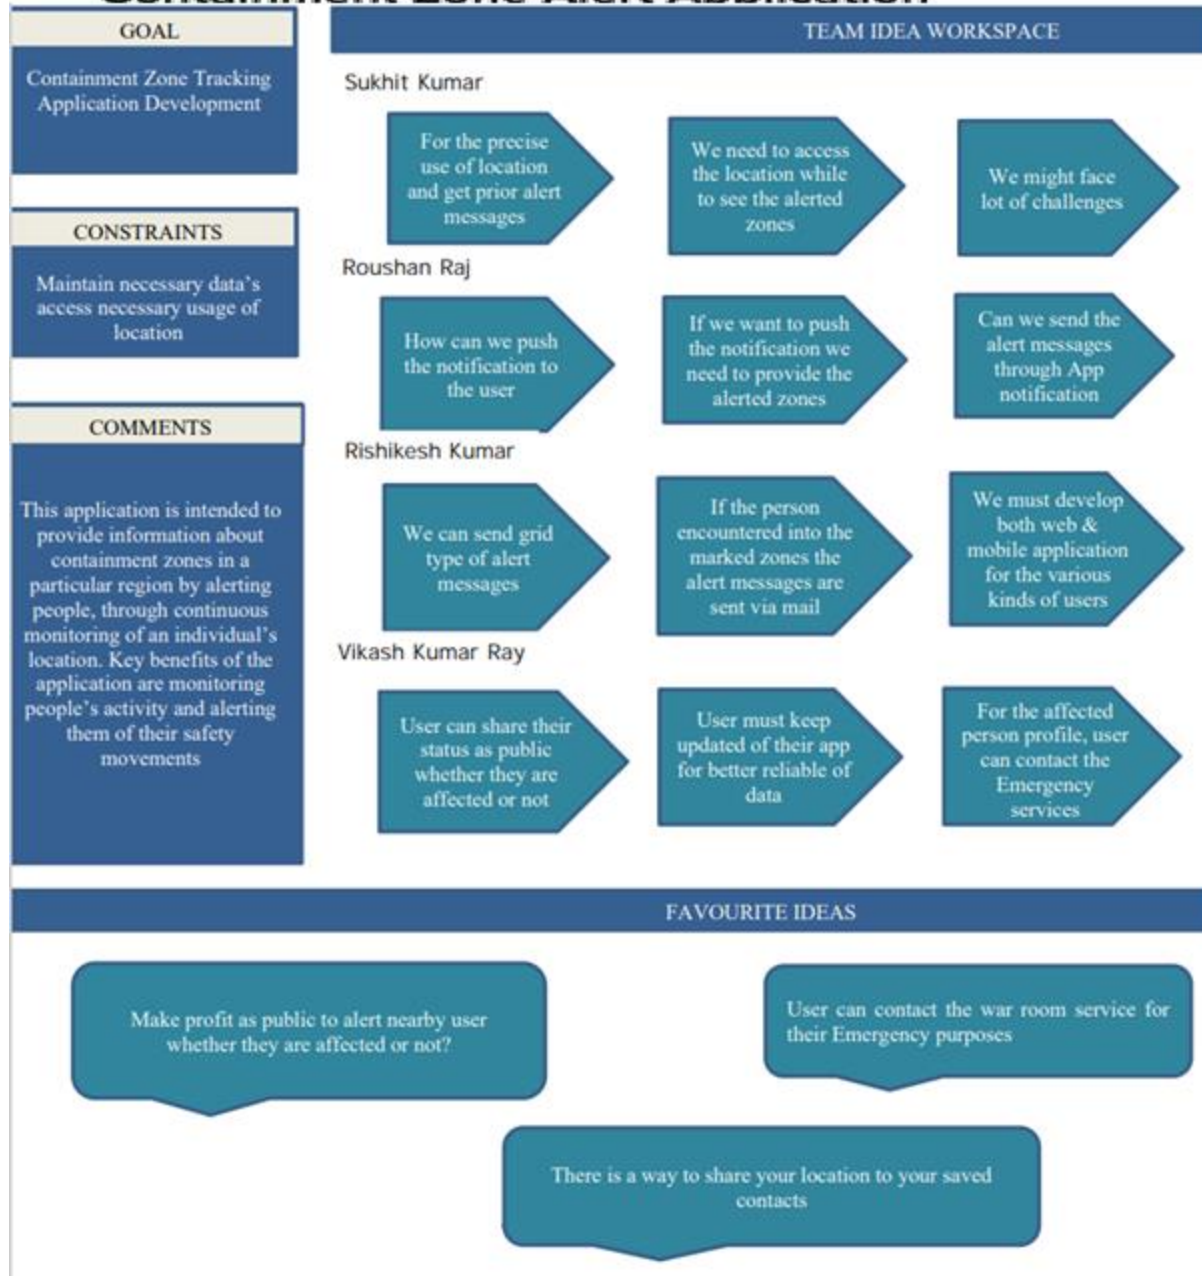 Containment Zone Alert Application
GOAL
Containment Zone Tracking
Application Development
CONSTRAINTS
Maintain necessary data's
access necessary usage of
location
COMMENTS
This application is intended to
provide information about
containment zones in a
particular region by alerting
people, through continuous
monitoring of an individual's
location. Key benefits of the
application are monitoring
people's activity and alerting
them of their safety
movements
TEAM IDEA WORKSPACE
Sukhit Kumar
For the precise
use of location
and get prior alert
messages
We need to access
the location while
to see the alerted
zones
We might face
lot of challenges
Roushan Raj
How can we push
the notification to
the user
If we want to push
the notification we
need to provide the
alerted zones
Can we send the
alert messages
through App
notification
Rishikesh Kumar
We can send grid
type of alert
messages
If the person
encountered into the
marked zones the
alert messages are
sent via mail
We must develop
both web &
mobile application
for the various
kinds of users
Vikash Kumar Ray
User can share their
status as public
whether they are
affected or not
User must keep
updated of their app
for better reliable of
data
For the affected
person profile, user
can contact the
Emergency
services
FAVOURITE IDEAS
Make profit as public to alert nearby user
whether they are affected or not?
User can contact the war room service for
their Emergency purposes
There is a way to share your location to your saved
contacts